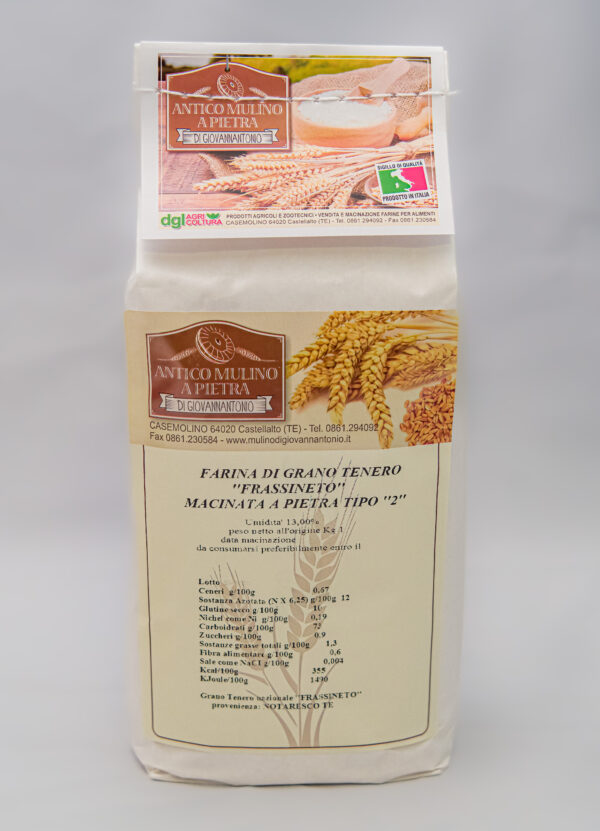 ANTICO MULINO
A PIETRA
DI GIOVANNANTONIO
SIGILLO DI QUALITÀ
PRODOTTO IN ITALIA
dgl AGRI
COLTURA
PRODOTTI AGRICOLI E ZOOTECNICI - VENDITA E MACINAZIONE FARINE PER ALIMENTI
CASEMOLINO 64020 Castellalto (TE) - Tel. 0861.294092 - Fax 0861.230584
ANTICO MULINO
A PIETRA
DI GIOVANNANTONIO
CASEMOLINO 64020 Castellalto (TE) - Tel. 0861.294092
Fax 0861.230584 - www.mulinodigiovannantonio.it
FARINA DI GRANO TENERO
"FRASSINETO"
MACINATA A PIETRA TIPO "2"
Umidita' 13,00%
peso netto all'origine Kg 1
data macinazione
da consumarsi preferibilmente entro il
Lotto
Ceneri g/100g 0,67
Sostanza Azotata (N X 6,25) g/100g 12
Glutine secco g/100g 10
Nichel come Ni g/100g 0,19
Carboidrati g/100g 73
Zuccheri g/100g 0.9
Sostanze grasse totali g/100g 1,3
Fibra alimentare g/100g 0,6
Sale come NaCl g/100g 0,004
Kcal/100g 355
KJoule/100g 1490
Grano Tenero nazionale "FRASSINETO"
provenienza: NOTARESCO TE